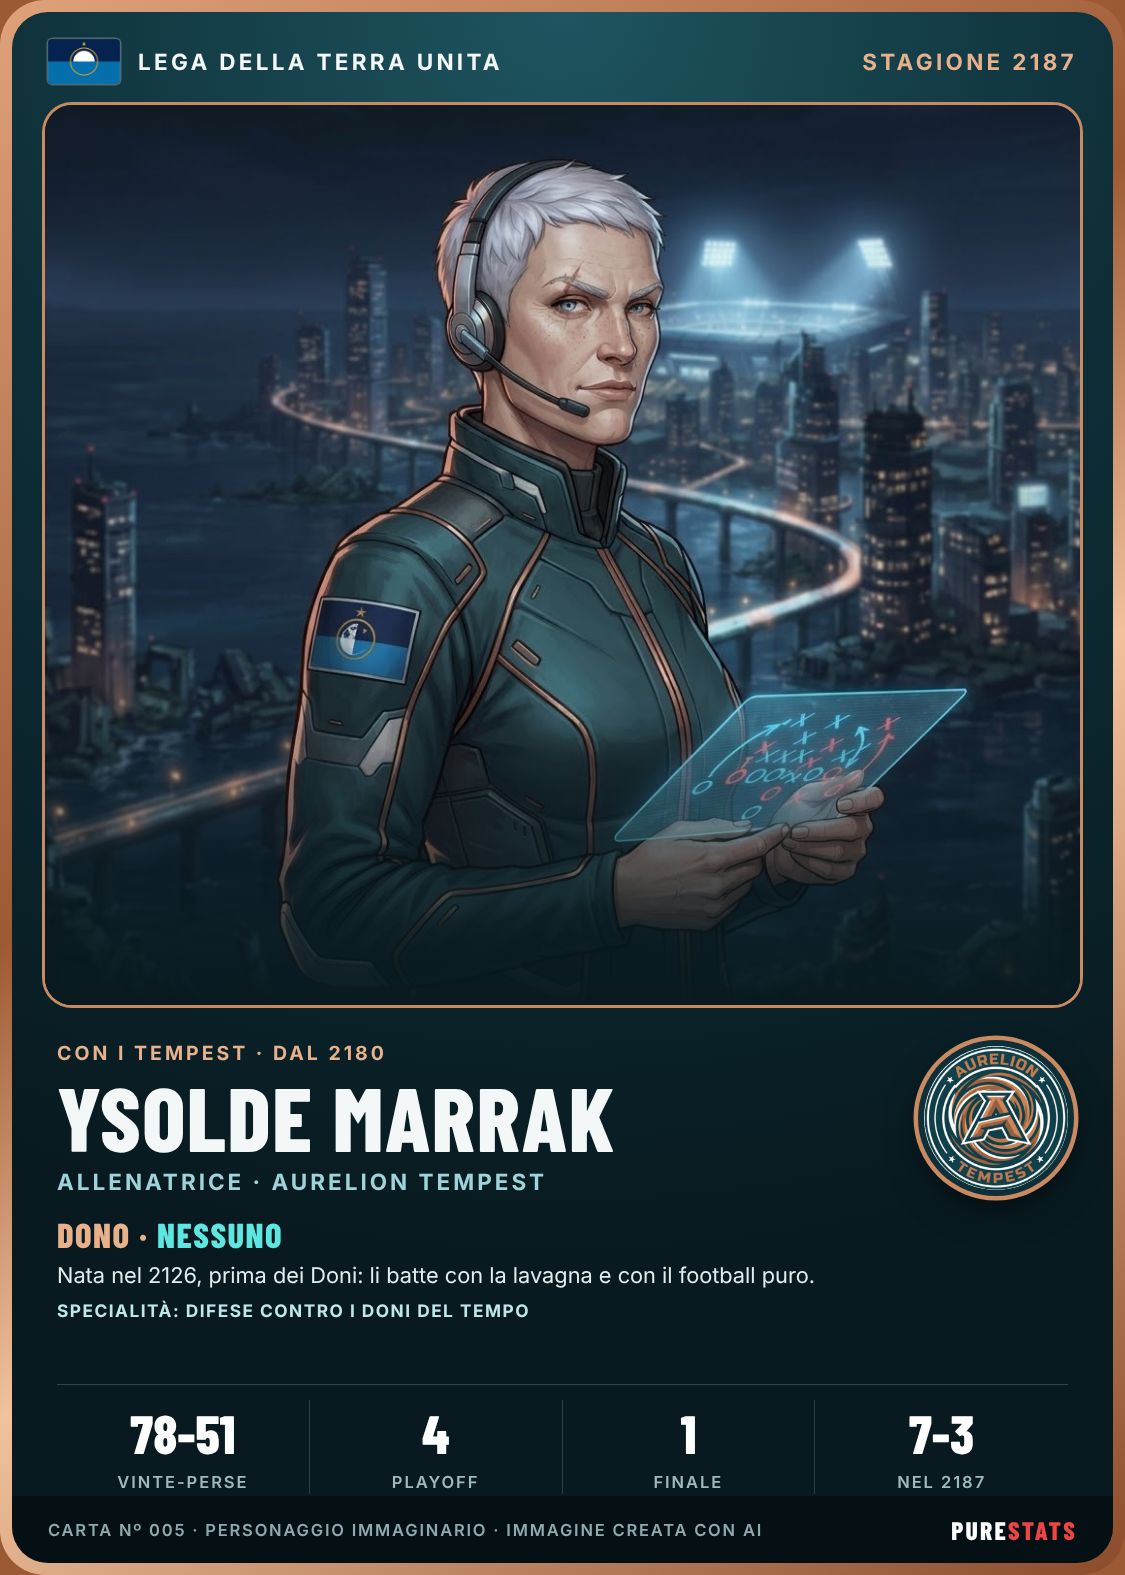 LEGA DELLA TERRA UNITA
STAGIONE 2187
CON I TEMPEST · DAL 2180
YSOLDE MARRAK
ALLENATRICE · AURELION TEMPEST
AURELION
A
TEMPEST
DONO · NESSUNO
Nata nel 2126, prima dei Doni: li batte con la lavagna e con il football puro.
SPECIALITÀ: DIFESE CONTRO I DONI DEL TEMPO
78-51
VINTE-PERSE
4
PLAYOFF
1
FINALE
7-3
NEL 2187
CARTA Nº 005 · PERSONAGGIO IMMAGINARIO · IMMAGINE CREATA CON AI
PURESTATS